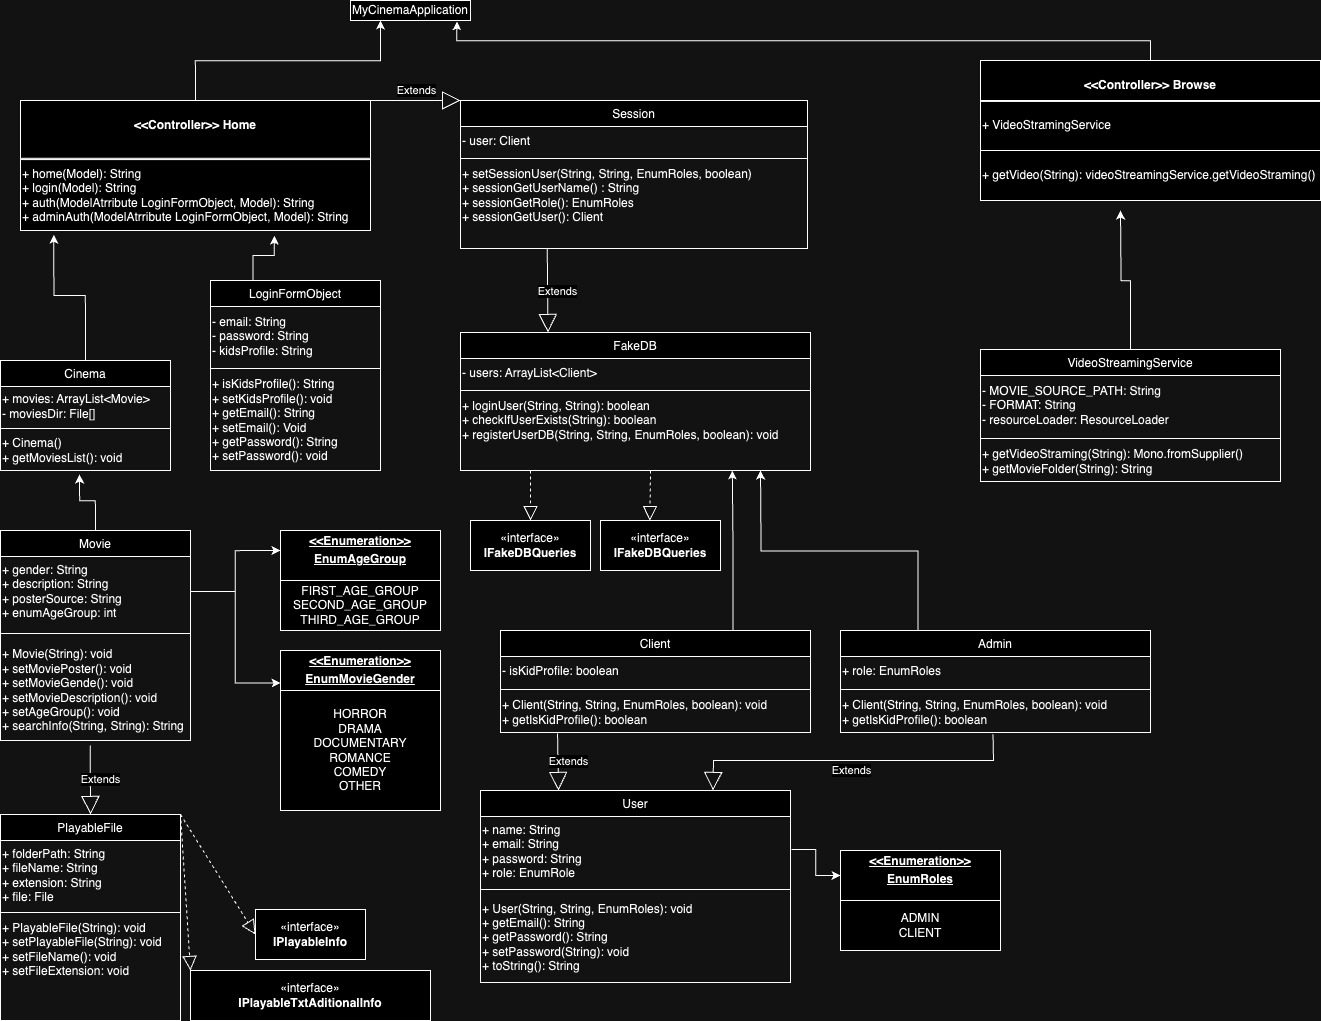 MyCinemaApplication
Extends
<<Controller>> Home
+ home(Model): String
+ login(Model): String
+ auth(ModelAtrribute LoginFormObject, Model): String
+ adminAuth(ModelAtrribute LoginFormObject, Model): String
Session
- user: Client
+ setSessionUser(String, String, EnumRoles, boolean)
+ sessionGetUserName() : String
+ sessionGetRole(): EnumRoles
+ sessionGetUser(): Client
<<Controller>> Browse
+ VideoStramingService
+ getVideo(String): videoStreamingService.getVideoStraming()
LoginFormObject
- email: String
- password: String
- kidsProfile: String
+ isKidsProfile(): String
+ setKidsProfile(): void
+ getEmail(): String
+ setEmail(): Void
+ getPassword(): String
+ setPassword(): void
Extends
Cinema
+ movies: ArrayList<Movie>
- moviesDir: File[]
+ Cinema()
+ getMoviesList(): void
FakeDB
- users: ArrayList<Client>
+ loginUser(String, String): boolean
+ checkIfUserExists(String): boolean
+ registerUserDB(String, String, EnumRoles, boolean): void
VideoStreamingService
- MOVIE_SOURCE_PATH: String
- FORMAT: String
- resourceLoader: ResourceLoader
+ getVideoStraming(String): Mono.fromSupplier()
+ getMovieFolder(String): String
«interface»
IFakeDBQueries
«interface»
IFakeDBQueries
Movie
+ gender: String
+ description: String
+ posterSource: String
+ enumAgeGroup: int
+ Movie(String): void
+ setMoviePoster(): void
+ setMovieGende(): void
+ setMovieDescription(): void
+ setAgeGroup(): void
+ searchInfo(String, String): String
<<Enumeration>>
EnumAgeGroup
FIRST_AGE_GROUP
SECOND_AGE_GROUP
THIRD_AGE_GROUP
<<Enumeration>>
EnumMovieGender
HORROR
DRAMA
DOCUMENTARY
ROMANCE
COMEDY
OTHER
Client
- isKidProfile: boolean
+ Client(String, String, EnumRoles, boolean): void
+ getIsKidProfile(): boolean
Admin
+ role: EnumRoles
+ Client(String, String, EnumRoles, boolean): void
+ getIsKidProfile(): boolean
Extends
Extends
Extends
PlayableFile
+ folderPath: String
+ fileName: String
+ extension: String
+ file: File
+ PlayableFile(String): void
+ setPlayableFile(String): void
+ setFileName(): void
+ setFileExtension: void
«interface»
IPlayableInfo
«interface»
IPlayableTxtAditionalInfo
User
+ name: String
+ email: String
+ password: String
+ role: EnumRole
+ User(String, String, EnumRoles): void
+ getEmail(): String
+ getPassword(): String
+ setPassword(String): void
+ toString(): String
<<Enumeration>>
EnumRoles
ADMIN
CLIENT